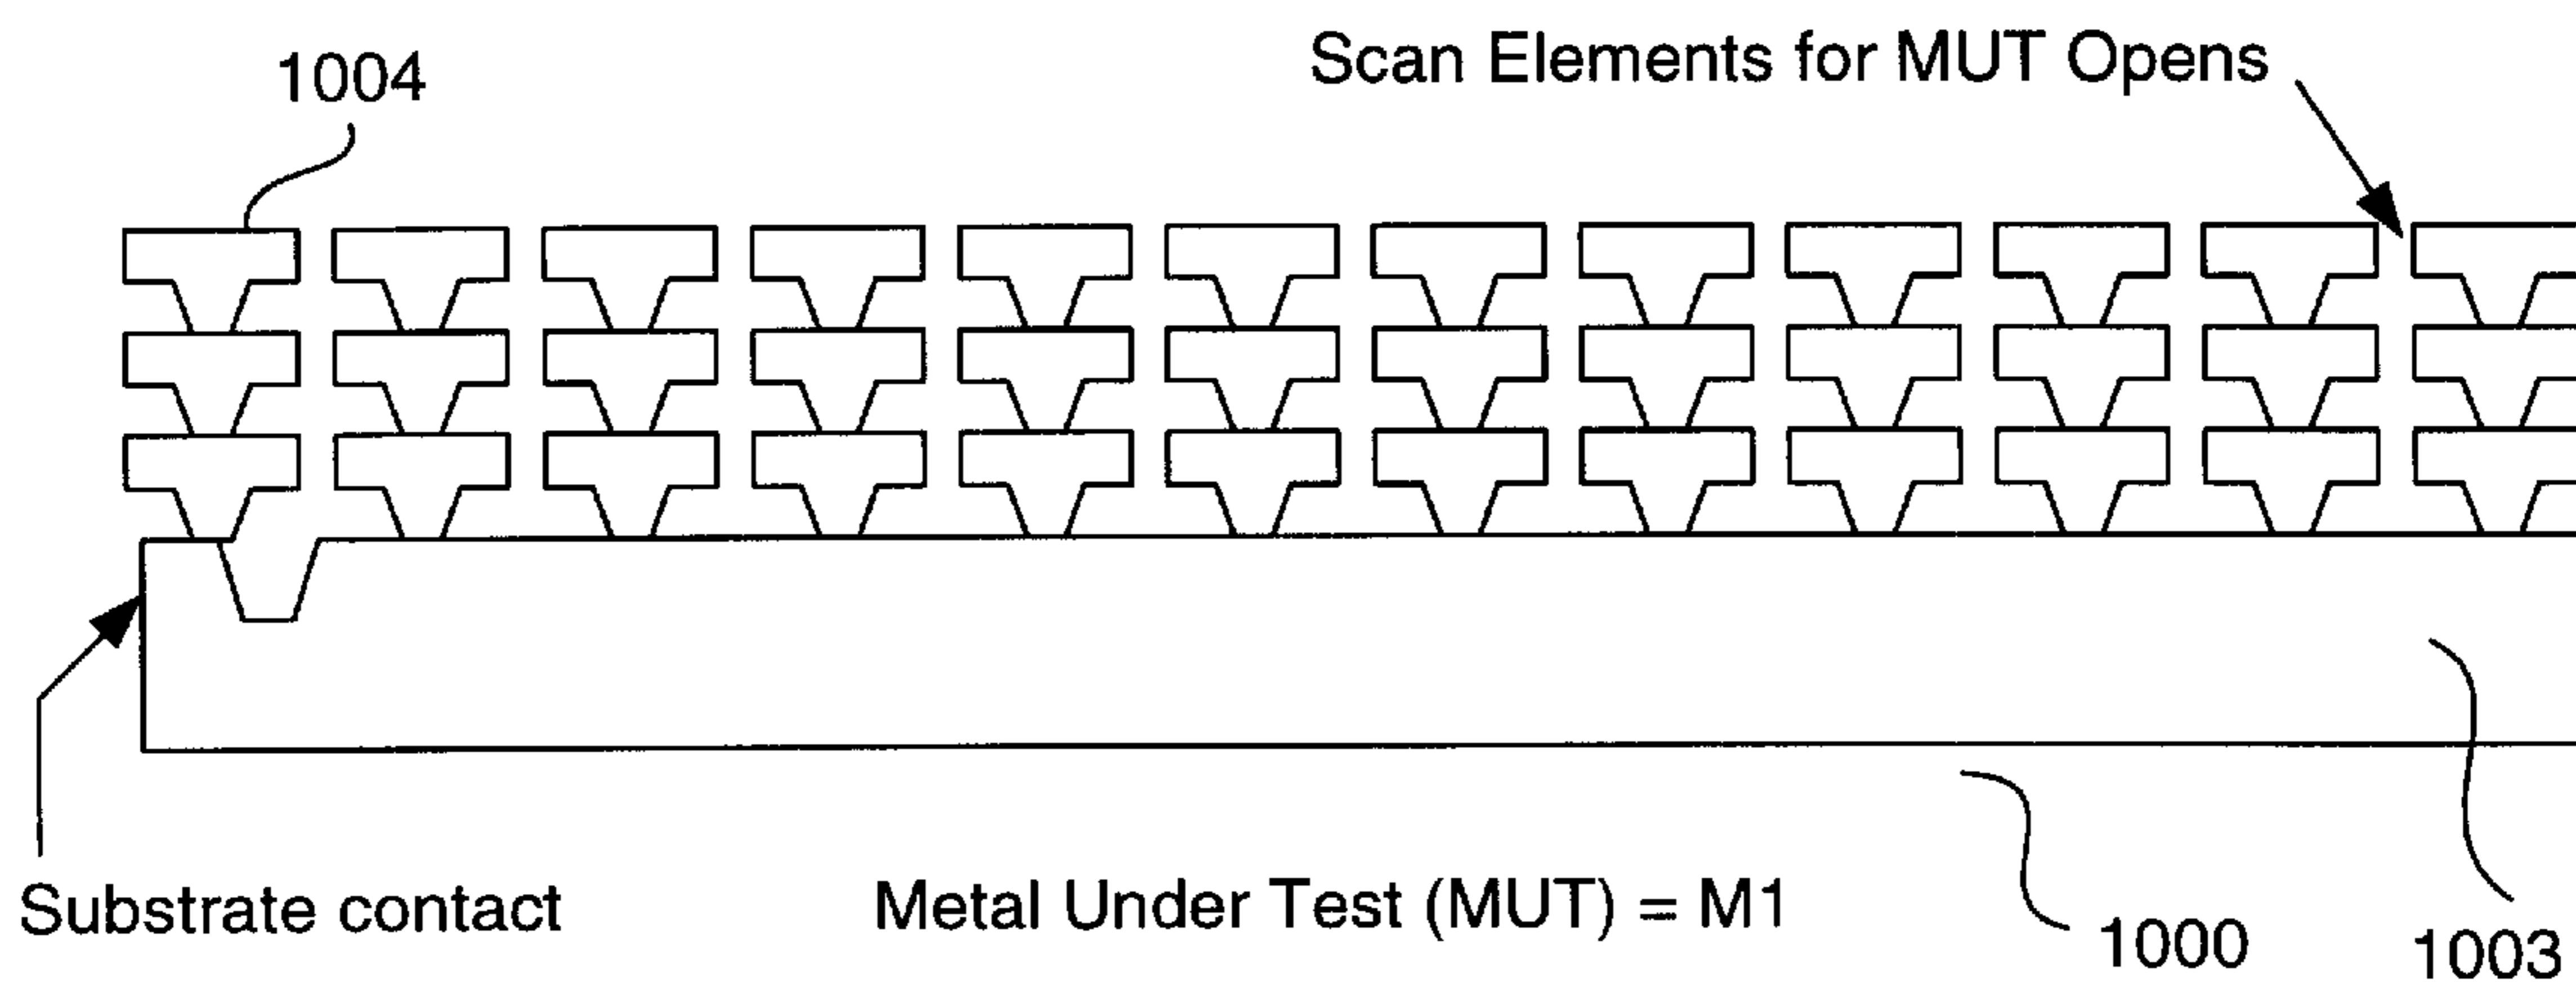 1004
Scan Elements for MUT Opens
Substrate contact
Metal Under Test (MUT) = M1
1000
1003